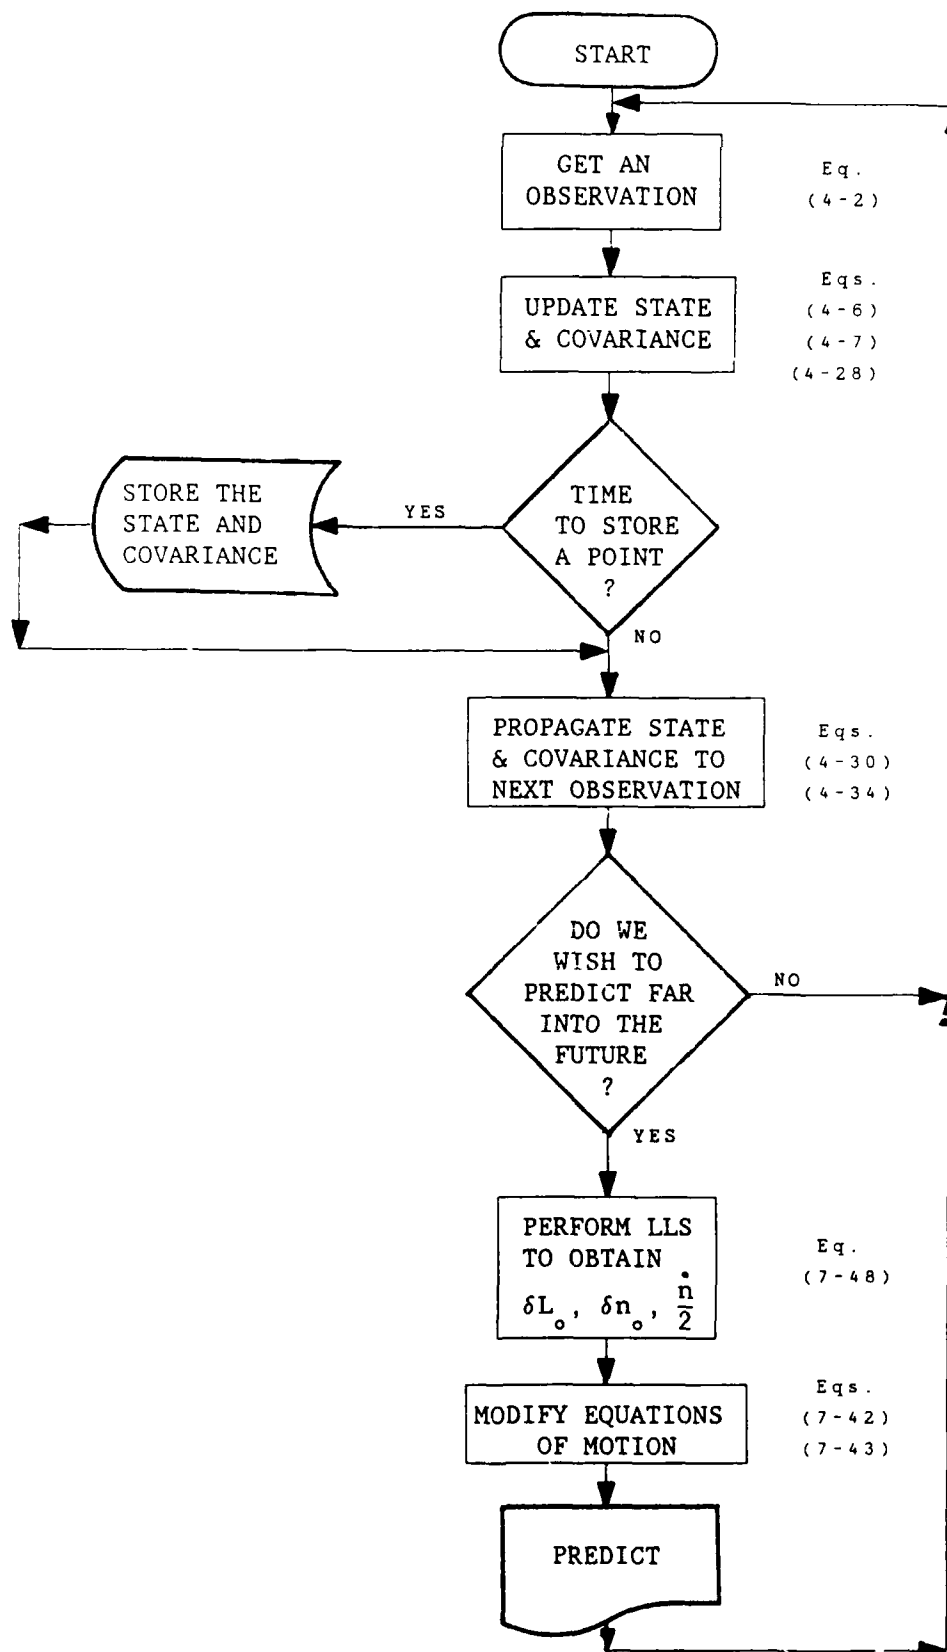 START
GET AN
OBSERVATION
Eq.
(4-2)
UPDATE STATE
& COVARIANCE
Eqs.
(4-6)
(4-7)
(4-28)
STORE THE
STATE AND
COVARIANCE
YES
TIME
TO STORE
A POINT
?
NO
PROPAGATE STATE
& COVARIANCE TO
NEXT OBSERVATION
Eqs.
(4-30)
(4-34)
DO WE
WISH TO
PREDICT FAR
INTO THE
FUTURE
?
NO
YES
PERFORM LLS
TO OBTAIN
δL₀, δn₀, ṅ/2
Eq.
(7-48)
MODIFY EQUATIONS
OF MOTION
Eqs.
(7-42)
(7-43)
PREDICT